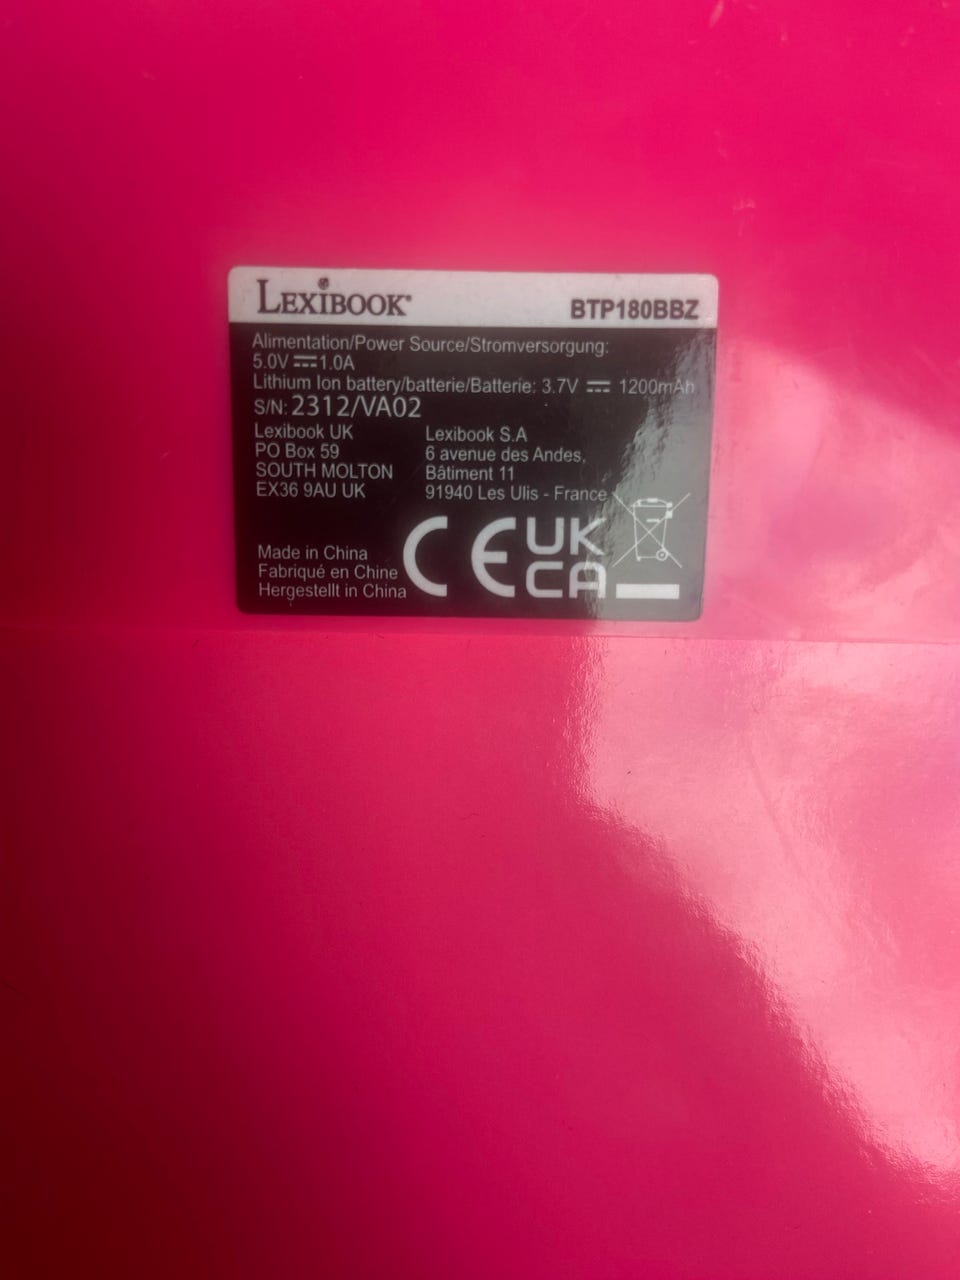 LEXIBOOK® BTP180BBZ
Alimentation/Power Source/Stromversorgung:
5.0V ⎓ 1.0A
Lithium Ion battery/batterie/Batterie: 3.7V ⎓ 1200mAh
S/N: 2312/VA02
Lexibook UK
PO Box 59
SOUTH MOLTON
EX36 9AU UK
Lexibook S.A
6 avenue des Andes,
Bâtiment 11
91940 Les Ulis - France
Made in China
Fabriqué en Chine
Hergestellt in China
CE
UK
CA